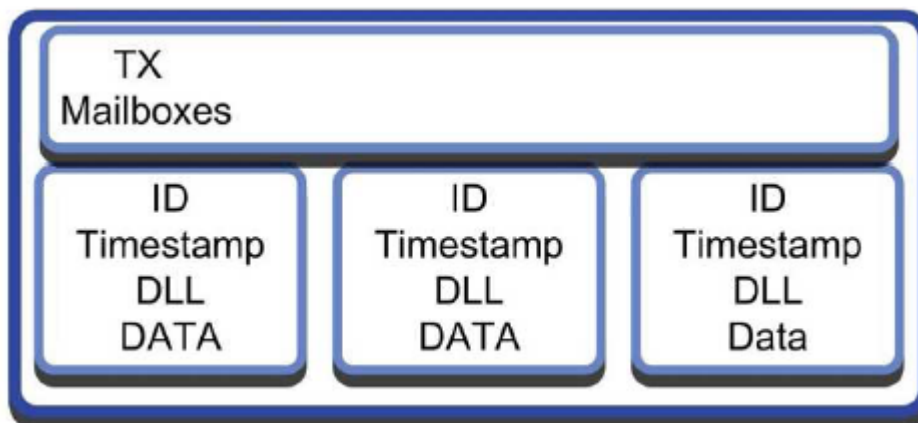 TX
Mailboxes
ID
Timestamp
DLL
DATA
ID
Timestamp
DLL
DATA
ID
Timestamp
DLL
Data